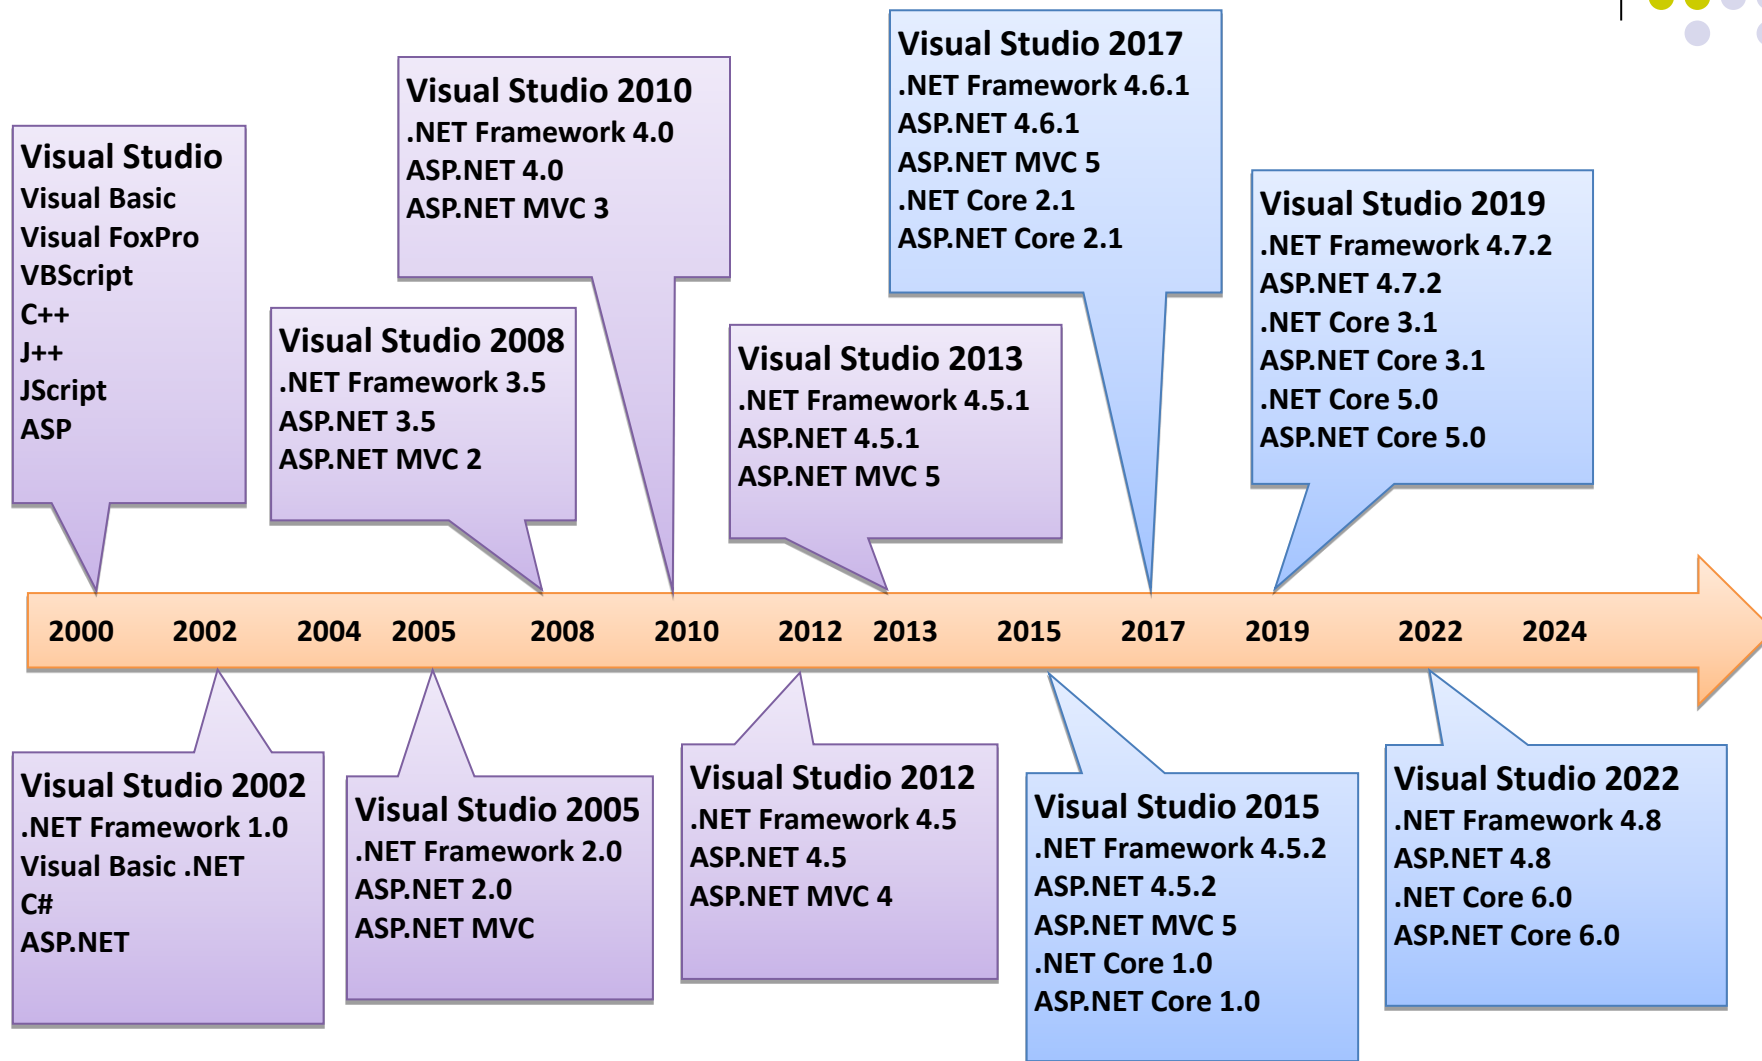 Visual Studio
Visual Basic
Visual FoxPro
VBScript
C++
J++
JScript
ASP
Visual Studio 2008
.NET Framework 3.5
ASP.NET 3.5
ASP.NET MVC 2
Visual Studio 2010
.NET Framework 4.0
ASP.NET 4.0
ASP.NET MVC 3
Visual Studio 2013
.NET Framework 4.5.1
ASP.NET 4.5.1
ASP.NET MVC 5
Visual Studio 2017
.NET Framework 4.6.1
ASP.NET 4.6.1
ASP.NET MVC 5
.NET Core 2.1
ASP.NET Core 2.1
Visual Studio 2019
.NET Framework 4.7.2
ASP.NET 4.7.2
.NET Core 3.1
ASP.NET Core 3.1
.NET Core 5.0
ASP.NET Core 5.0
2000 2002 2004 2005 2008 2010 2012 2013 2015 2017 2019 2022 2024
Visual Studio 2002
.NET Framework 1.0
Visual Basic .NET
C#
ASP.NET
Visual Studio 2005
.NET Framework 2.0
ASP.NET 2.0
ASP.NET MVC
Visual Studio 2012
.NET Framework 4.5
ASP.NET 4.5
ASP.NET MVC 4
Visual Studio 2015
.NET Framework 4.5.2
ASP.NET 4.5.2
ASP.NET MVC 5
.NET Core 1.0
ASP.NET Core 1.0
Visual Studio 2022
.NET Framework 4.8
ASP.NET 4.8
.NET Core 6.0
ASP.NET Core 6.0